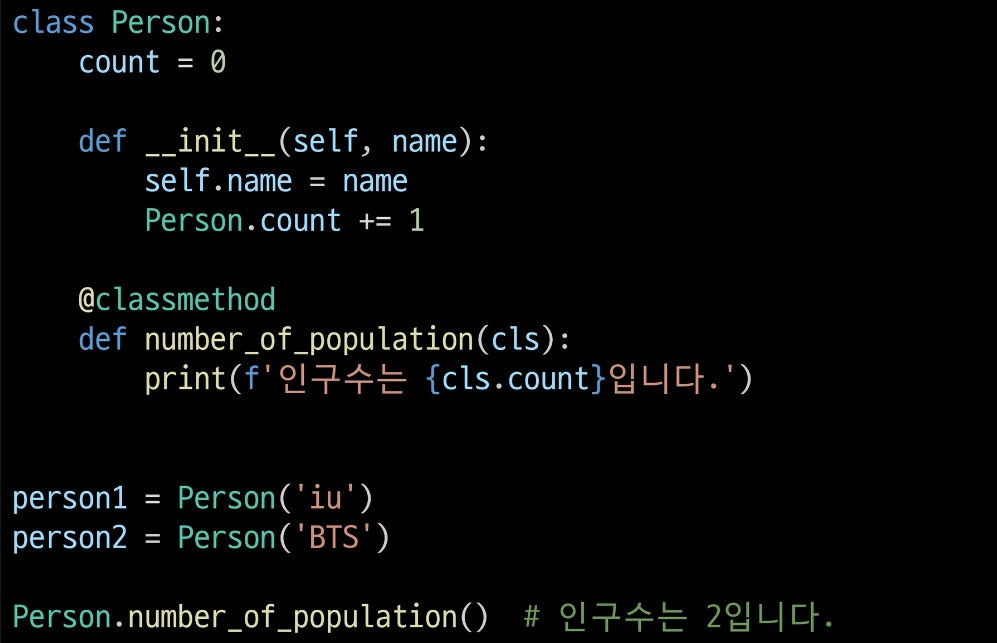 class Person:
    count = 0

    def __init__(self, name):
        self.name = name
        Person.count += 1

    @classmethod
    def number_of_population(cls):
        print(f'인구수는 {cls.count}입니다.')


person1 = Person('iu')
person2 = Person('BTS')

Person.number_of_population()  # 인구수는 2입니다.